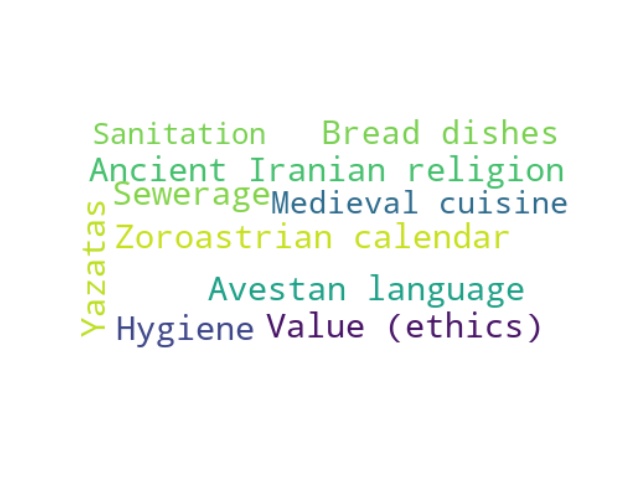 Sanitation
Bread dishes
Ancient Iranian religion
Sewerage
Medieval cuisine
Yazatas
Zoroastrian calendar
Avestan language
Hygiene
Value (ethics)